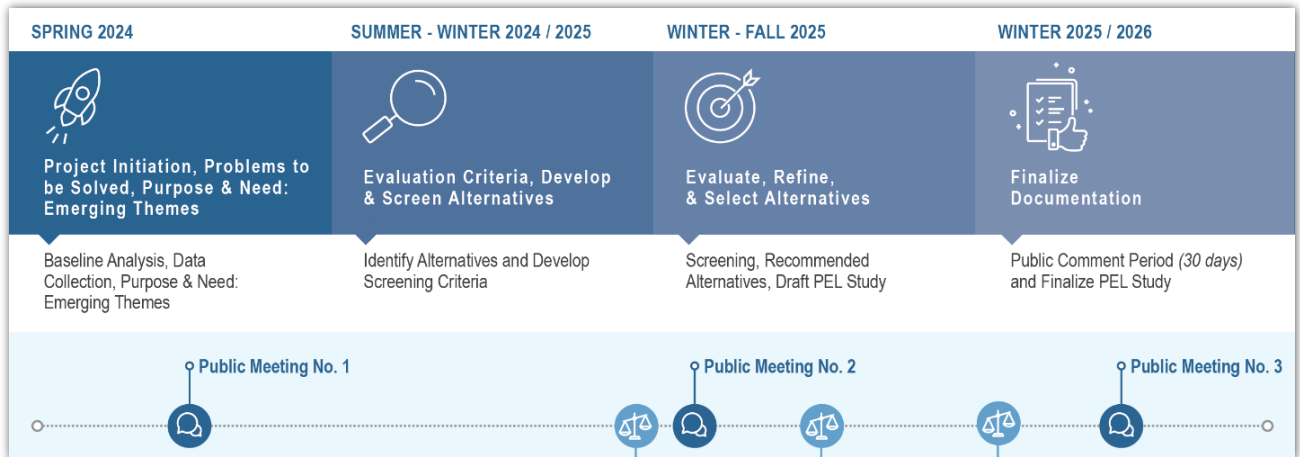 SPRING 2024
SUMMER - WINTER 2024 / 2025
WINTER - FALL 2025
WINTER 2025 / 2026
Project Initiation, Problems to
be Solved, Purpose & Need:
Emerging Themes
Evaluation Criteria, Develop
& Screen Alternatives
Evaluate, Refine,
& Select Alternatives
Finalize
Documentation
Baseline Analysis, Data
Collection, Purpose & Need:
Emerging Themes
Identify Alternatives and Develop
Screening Criteria
Screening, Recommended
Alternatives, Draft PEL Study
Public Comment Period (30 days)
and Finalize PEL Study
Public Meeting No. 1
Public Meeting No. 2
Public Meeting No. 3